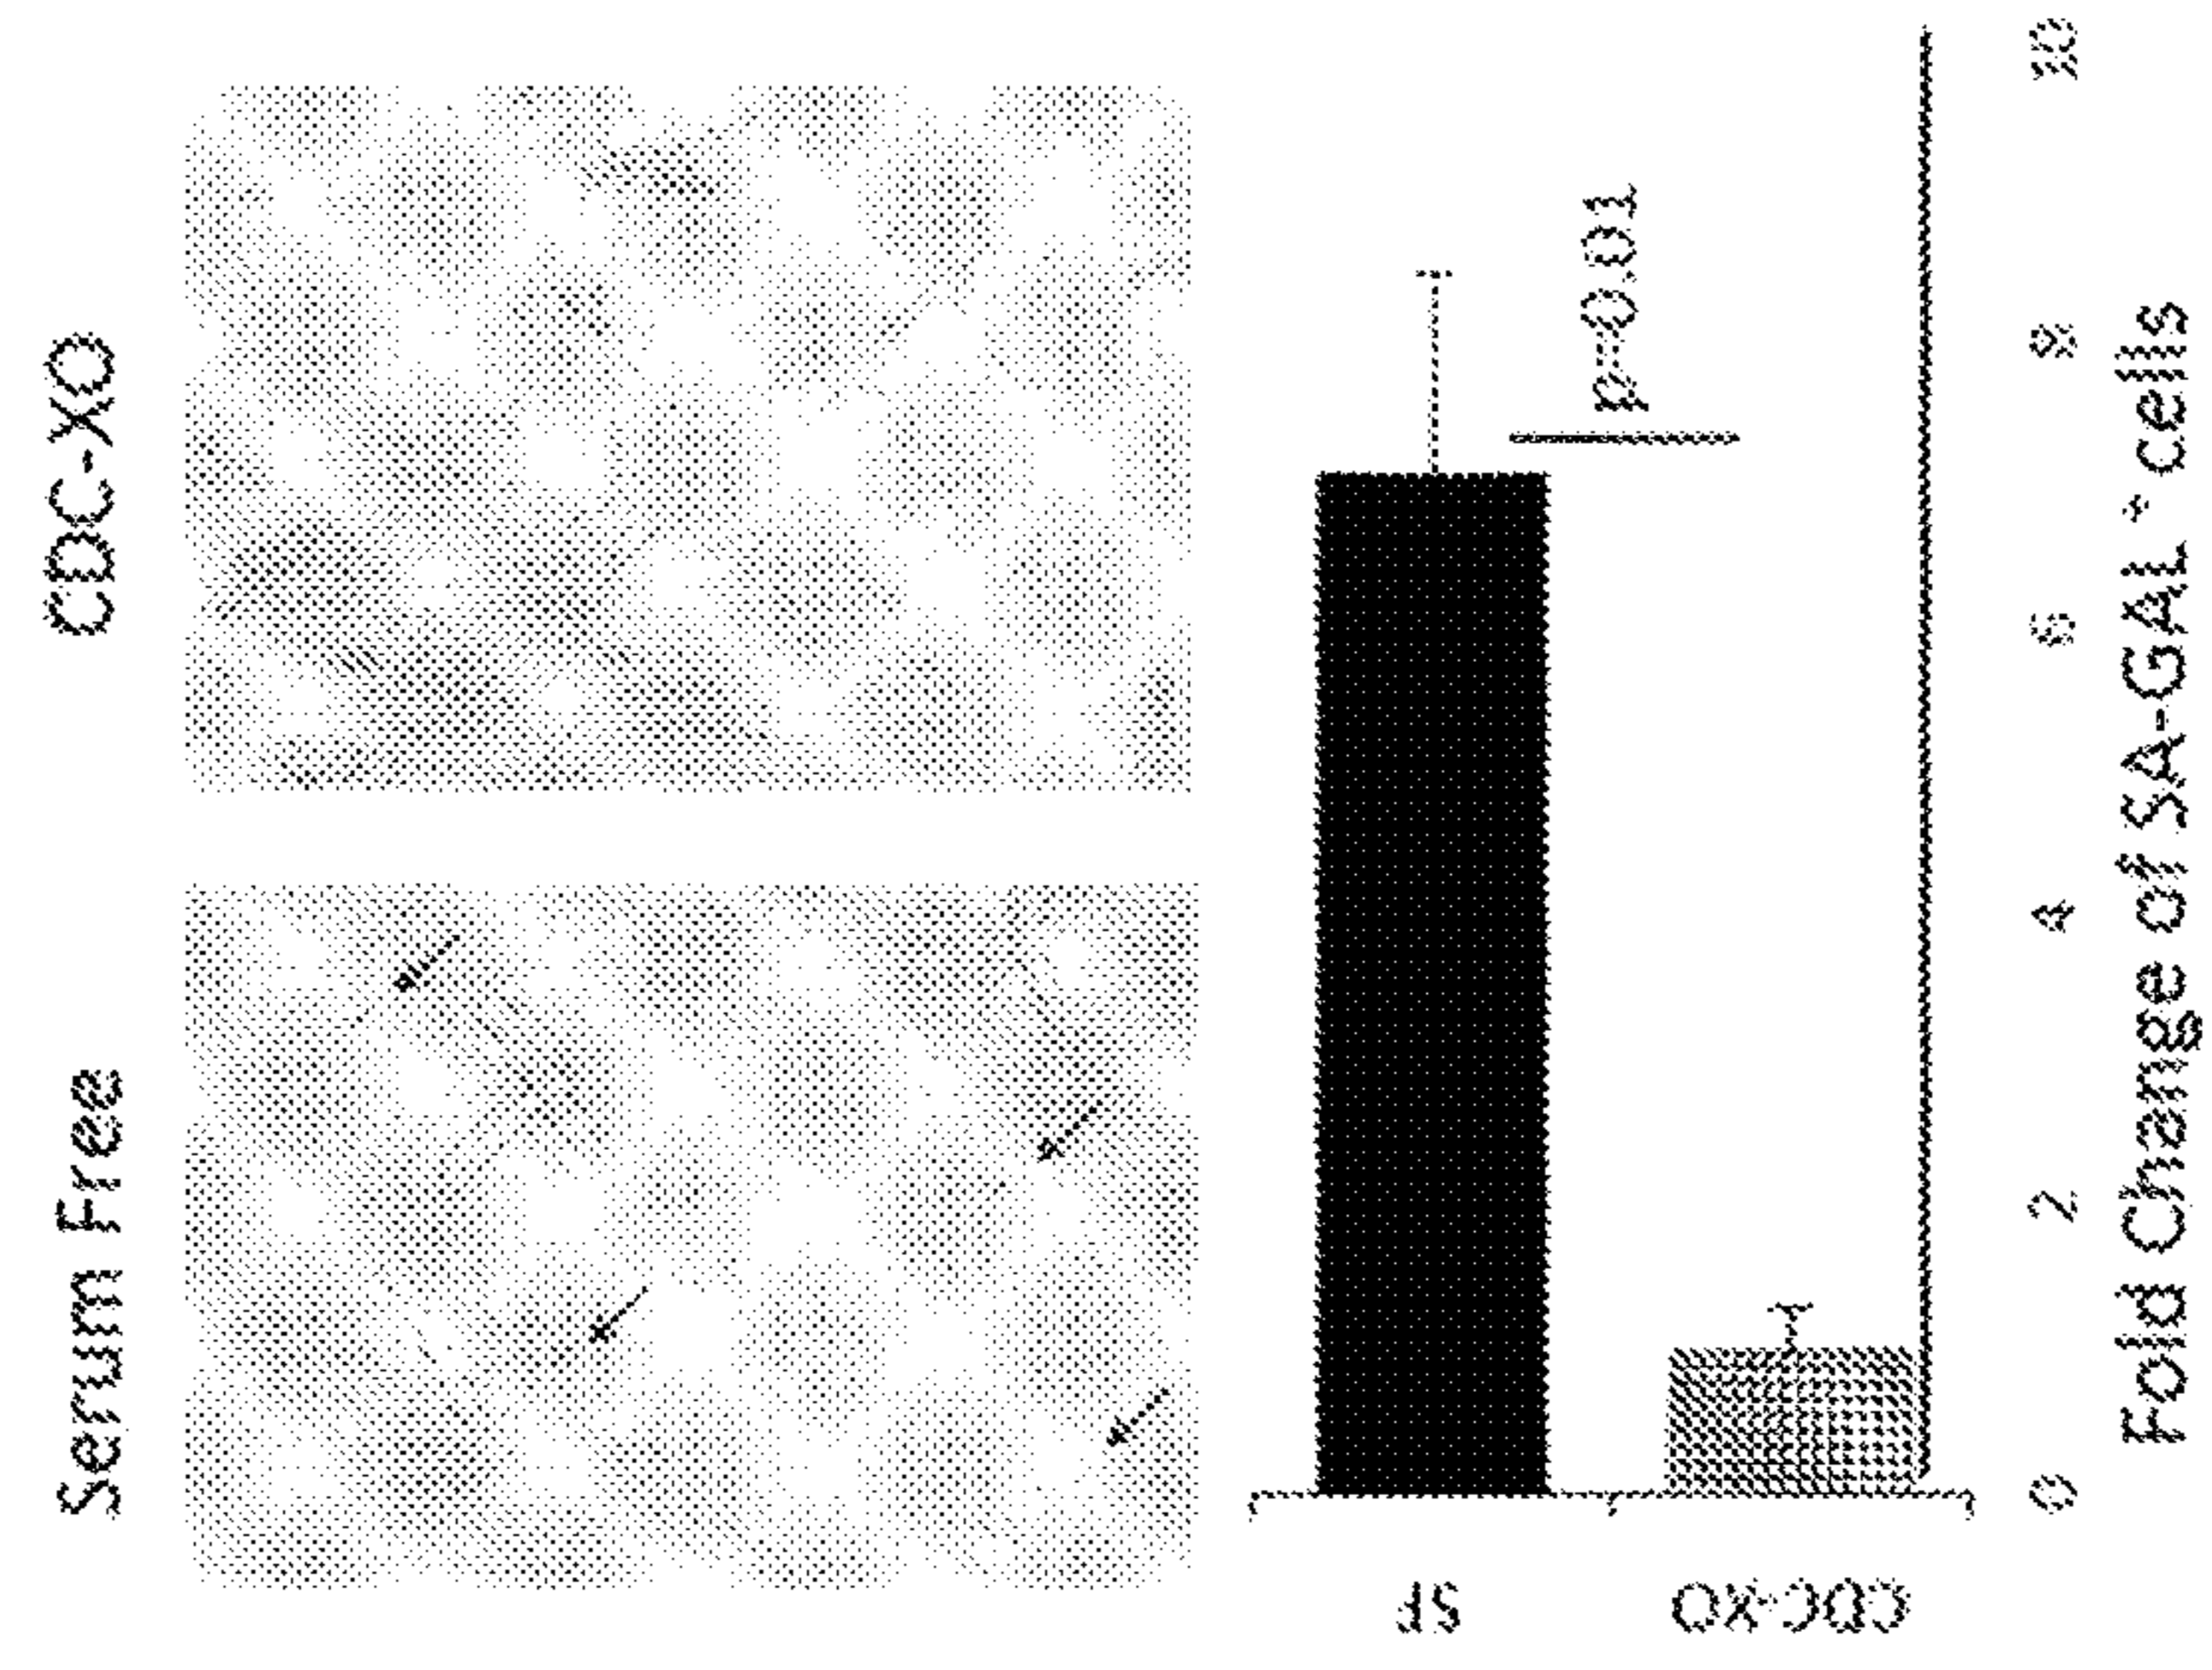 Serum Free
CDC-XO
SF
CDC-XO
p=0.01
0 2 4 6 8 10
Fold Change of SA-GAL + cells